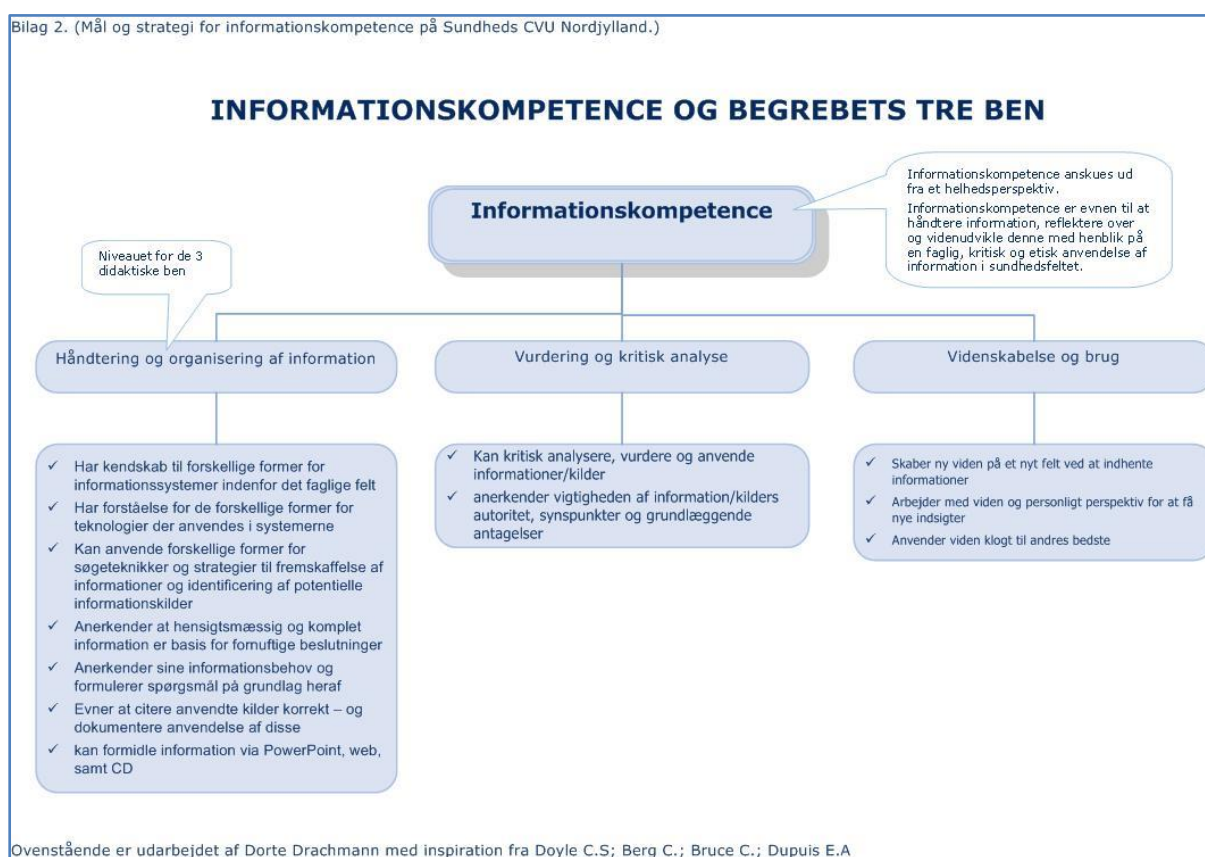 Bilag 2. (Mål og strategi for informationskompetence på Sundheds CVU Nordjylland.)
INFORMATIONSKOMPETENCE OG BEGREBETS TRE BEN
Informationskompetence
Informationskompetence anskues ud
fra et helhedsperspektiv.
Informationskompetence er evnen til at
håndtere information, reflektere over
og videnudvikle denne med henblik på
en faglig, kritisk og etisk anvendelse af
information i sundhedsfeltet.
Niveauet for de 3
didaktiske ben
Håndtering og organisering af information
✓ Har kendskab til forskellige former for
informationssystemer indenfor det faglige felt
✓ Har forståelse for de forskellige former for
teknologier der anvendes i systemerne
✓ Kan anvende forskellige former for
søgeteknikker og strategier til fremskaffelse af
informationer og identificering af potentielle
informationskilder
✓ Anerkender at hensigtsmæssig og komplet
information er basis for fornuftige beslutninger
✓ Anerkender sine informationsbehov og
formulerer spørgsmål på grundlag heraf
✓ Evner at citere anvendte kilder korrekt – og
dokumentere anvendelse af disse
✓ kan formidle information via PowerPoint, web,
samt CD
Vurdering og kritisk analyse
✓ Kan kritisk analysere, vurdere og anvende
informationer/kilder
✓ anerkender vigtigheden af information/kilders
autoritet, synspunkter og grundlæggende
antagelser
Videnskabelse og brug
✓ Skaber ny viden på et nyt felt ved at indhente
informationer
✓ Arbejder med viden og personligt perspektiv for at få
nye indsigter
✓ Anvender viden klogt til andres bedste
Ovenstående er udarbejdet af Dorte Drachmann med inspiration fra Doyle C.S; Berg C.; Bruce C.; Dupuis E.A